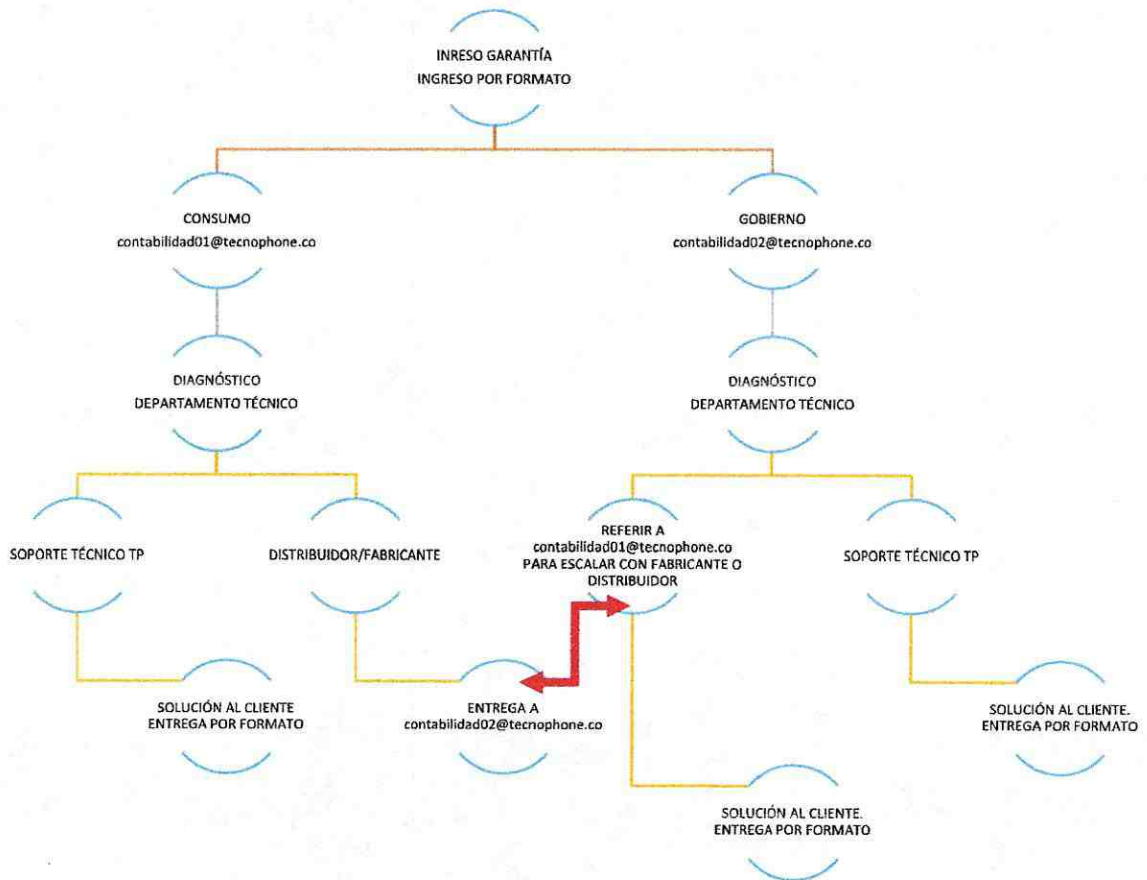 INRESO GARANTÍA
INGRESO POR FORMATO
CONSUMO
contabilidad01@tecnophone.co
GOBIERNO
contabilidad02@tecnophone.co
DIAGNÓSTICO
DEPARTAMENTO TÉCNICO
DIAGNÓSTICO
DEPARTAMENTO TÉCNICO
SOPORTE TÉCNICO TP
DISTRIBUIDOR/FABRICANTE
REFERIR A
contabilidad01@tecnophone.co
PARA ESCALAR CON FABRICANTE O
DISTRIBUIDOR
SOPORTE TÉCNICO TP
SOLUCIÓN AL CLIENTE
ENTREGA POR FORMATO
ENTREGA A
contabilidad02@tecnophone.co
SOLUCIÓN AL CLIENTE.
ENTREGA POR FORMATO
SOLUCIÓN AL CLIENTE.
ENTREGA POR FORMATO